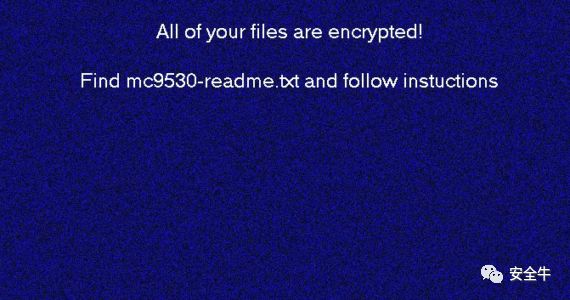 All of your files are encrypted!
Find mc9530-readme.txt and follow instuctions
安全牛